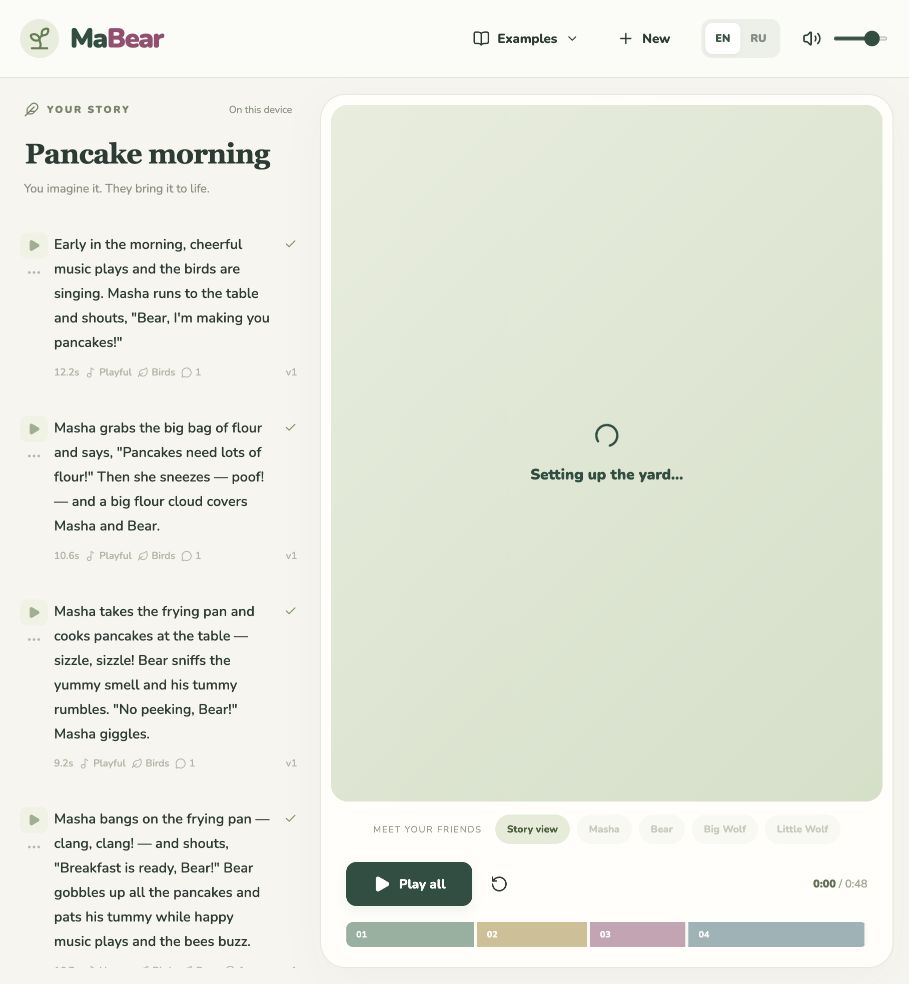 MaBear
Examples
New
EN
RU
YOUR STORY
On this device
Pancake morning
You imagine it. They bring it to life.
Early in the morning, cheerful
music plays and the birds are
singing. Masha runs to the table
and shouts, "Bear, I'm making you
pancakes!"
12.2s Playful Birds 1 v1
Masha grabs the big bag of flour
and says, "Pancakes need lots of
flour!" Then she sneezes — poof!
— and a big flour cloud covers
Masha and Bear.
10.6s Playful Birds 1 v1
Masha takes the frying pan and
cooks pancakes at the table —
sizzle, sizzle! Bear sniffs the
yummy smell and his tummy
rumbles. "No peeking, Bear!"
Masha giggles.
9.2s Playful Birds 1 v1
Masha bangs on the frying pan —
clang, clang! — and shouts,
"Breakfast is ready, Bear!" Bear
gobbles up all the pancakes and
pats his tummy while happy
music plays and the bees buzz.
Setting up the yard...
MEET YOUR FRIENDS
Story view
Masha
Bear
Big Wolf
Little Wolf
Play all
0:00 / 0:48
01
02
03
04